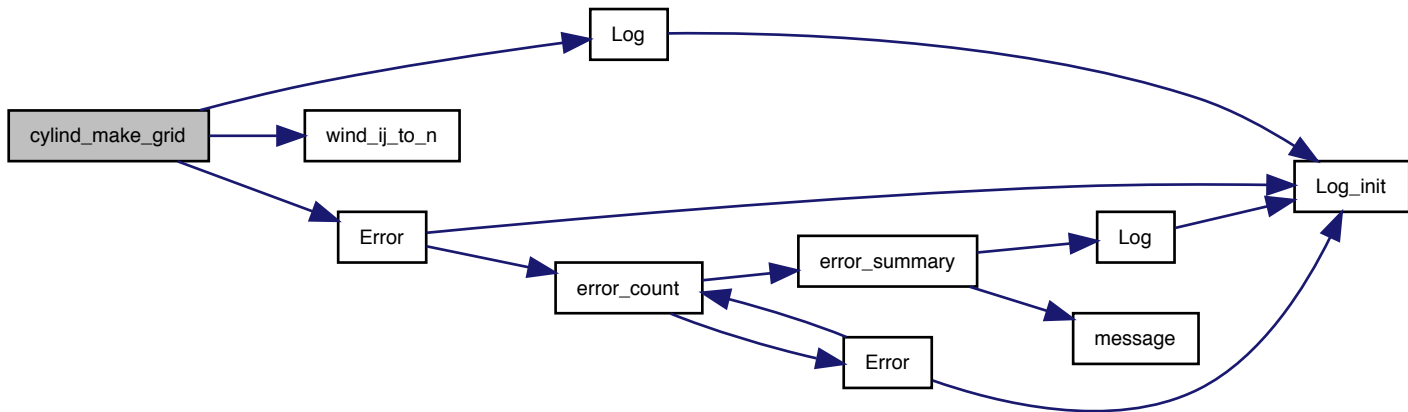 Log
cylind_make_grid
wind_ij_to_n
Log_init
Error
Log
error_summary
error_count
message
Error